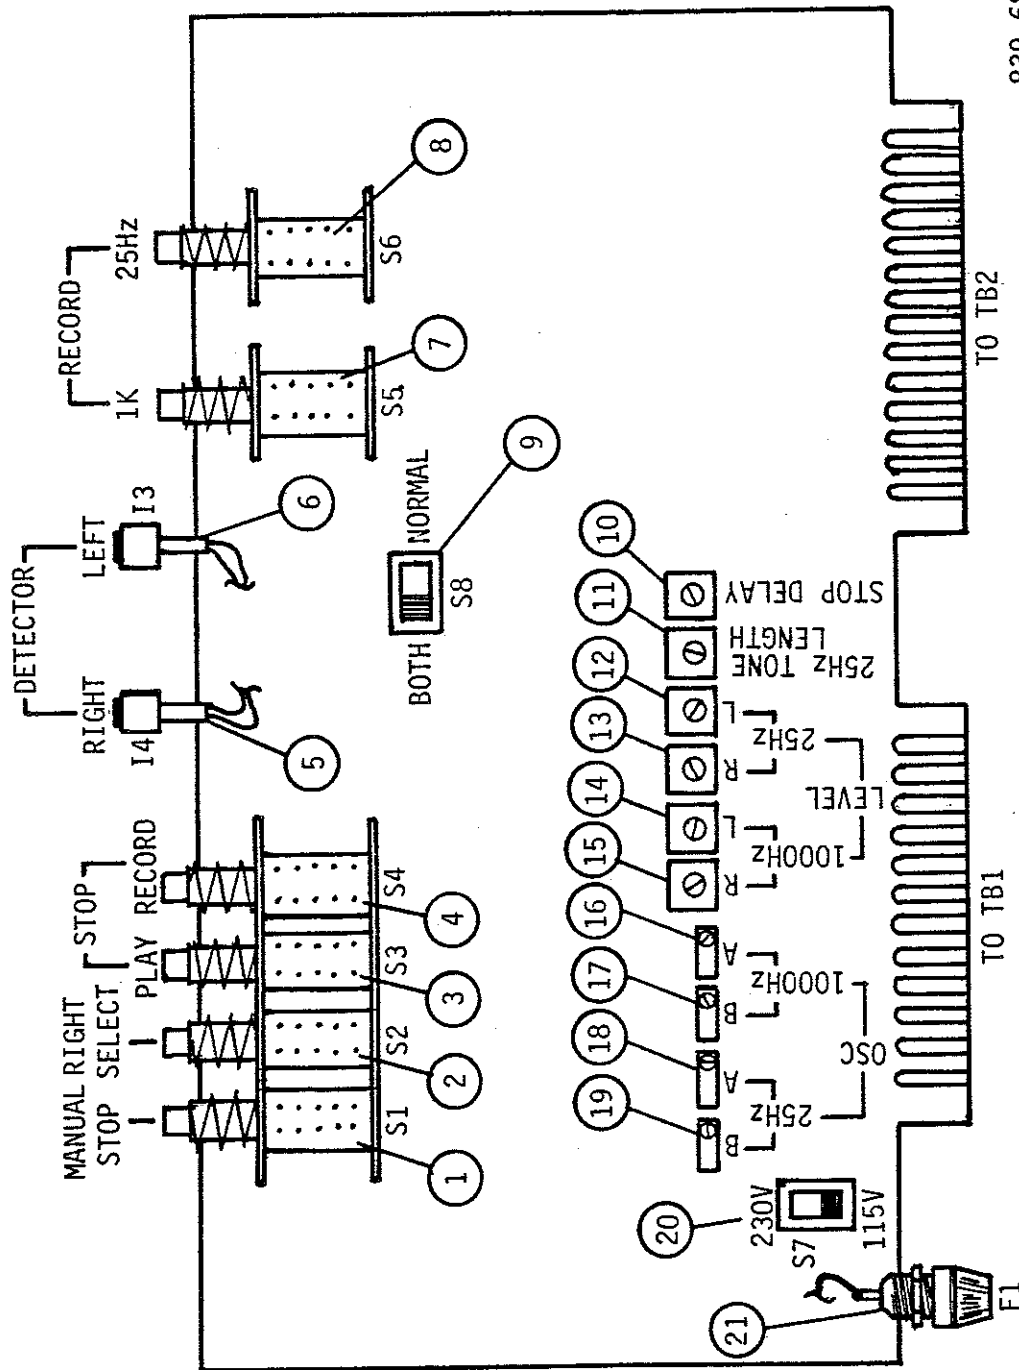 DETECTOR
RECORD
MANUAL RIGHT
STOP
RIGHT
LEFT
1K
25Hz
STOP SELECT
PLAY RECORD
I4
I3
S1
S2
S3
S4
S5
S6
1
2
3
4
5
6
7
8
BOTH
NORMAL
S8
9
19
18
17
16
15
14
13
12
11
10
B
A
B
A
R
L
R
L
25Hz TONE LENGTH
STOP DELAY
25Hz
1000Hz
1000Hz
25Hz
OSC
LEVEL
20
230V
S7
115V
21
F1
TO TB1
TO TB2